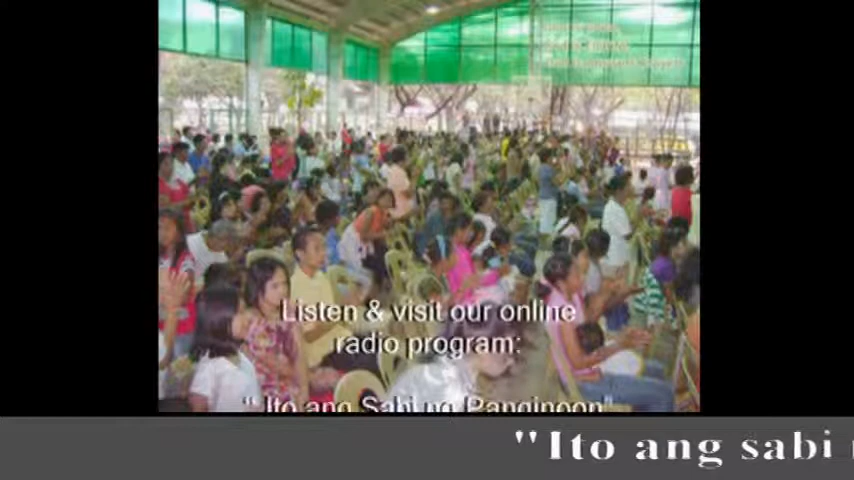 Listen & visit our online
radio program:
“ Ito ang Sabi ng Panginoon”
"Ito ang sabi